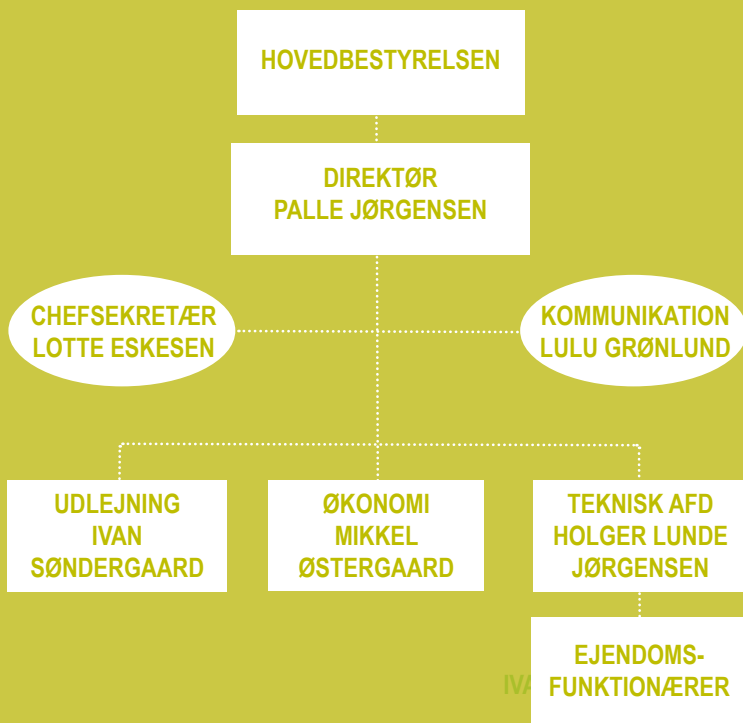 HOVEDBESTYRELSEN
DIREKTØR
PALLE JØRGENSEN
CHEFSEKRETÆR
LOTTE ESKESEN
KOMMUNIKATION
LULU GRØNLUND
UDLEJNING
IVAN
SØNDERGAARD
ØKONOMI
MIKKEL
ØSTERGAARD
TEKNISK AFD
HOLGER LUNDE
JØRGENSEN
EJENDOMS-
FUNKTIONÆRER